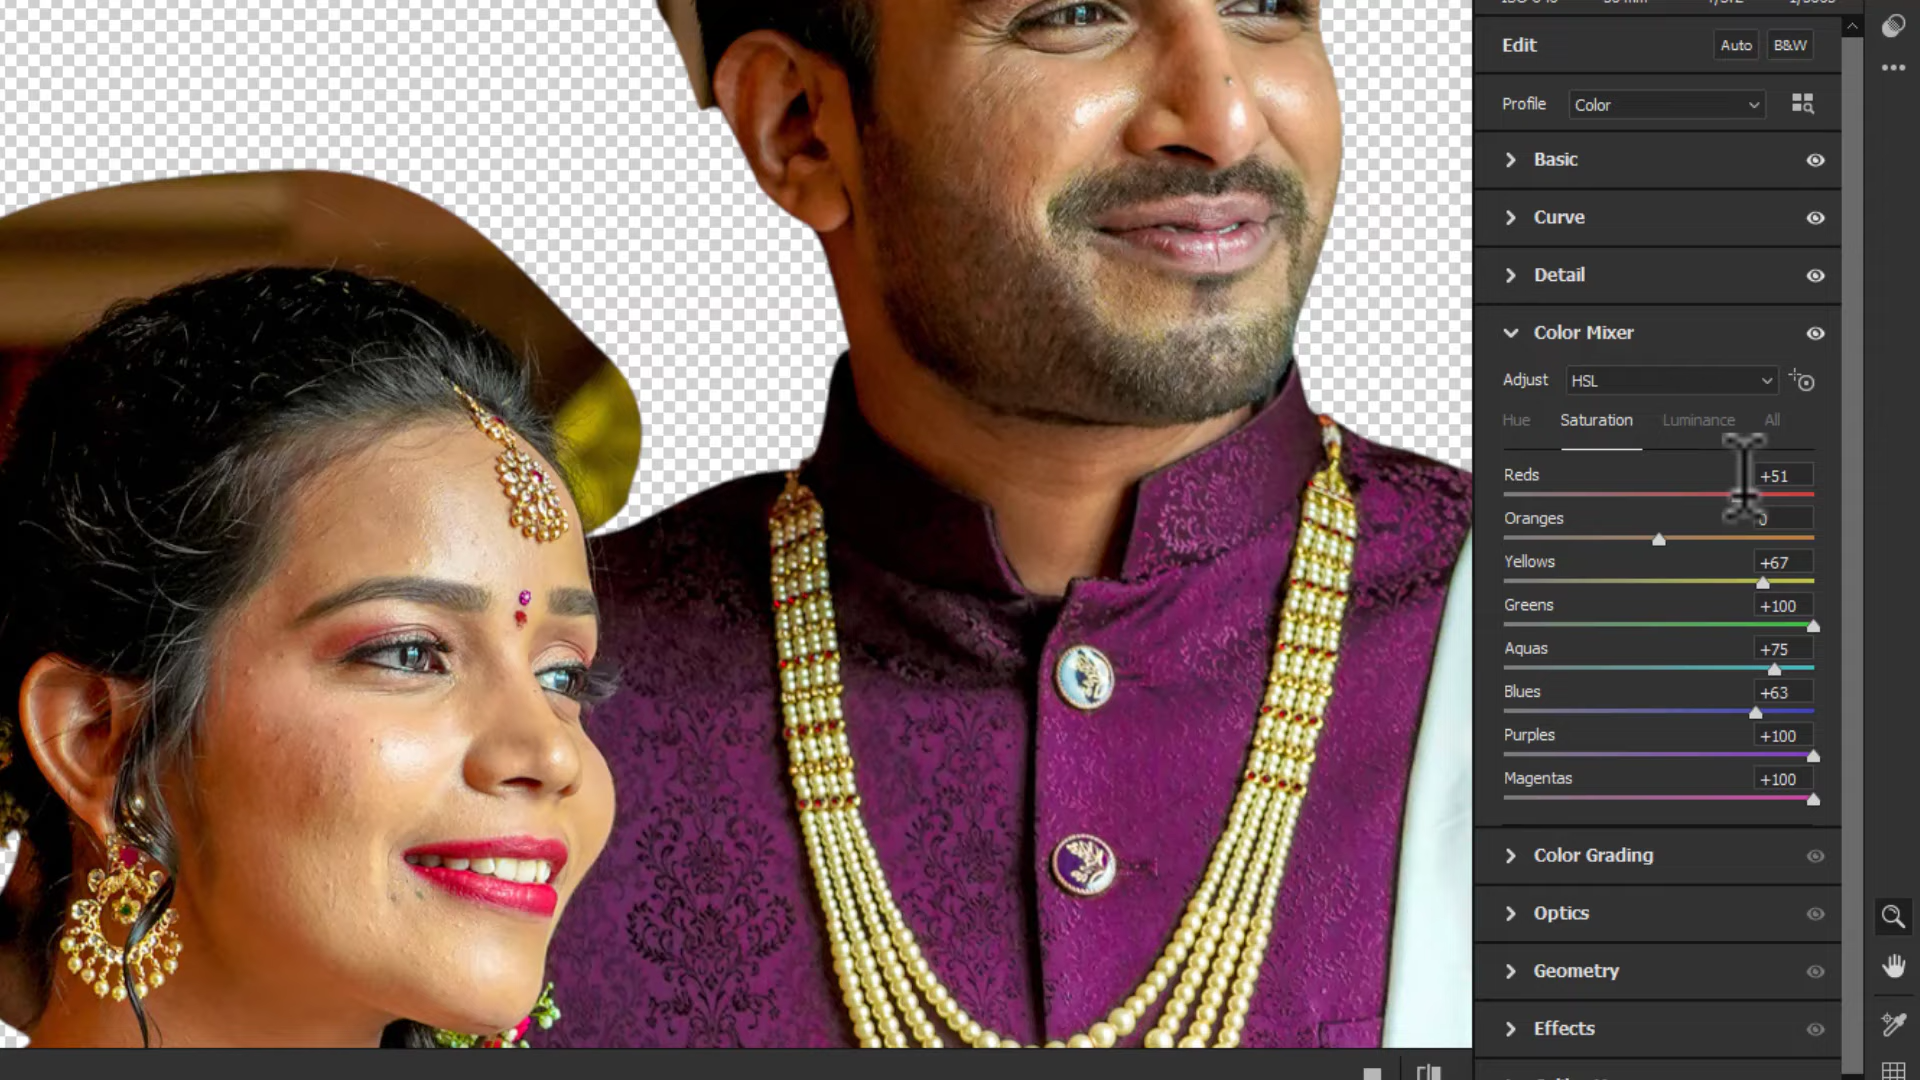 Edit Auto B&W
Profile Color
Basic
Curve
Detail
Color Mixer
Adjust HSL
Hue Saturation Luminance All
Reds +51
Oranges 0
Yellows +67
Greens +100
Aquas +75
Blues +63
Purples +100
Magentas +100
Color Grading
Optics
Geometry
Effects